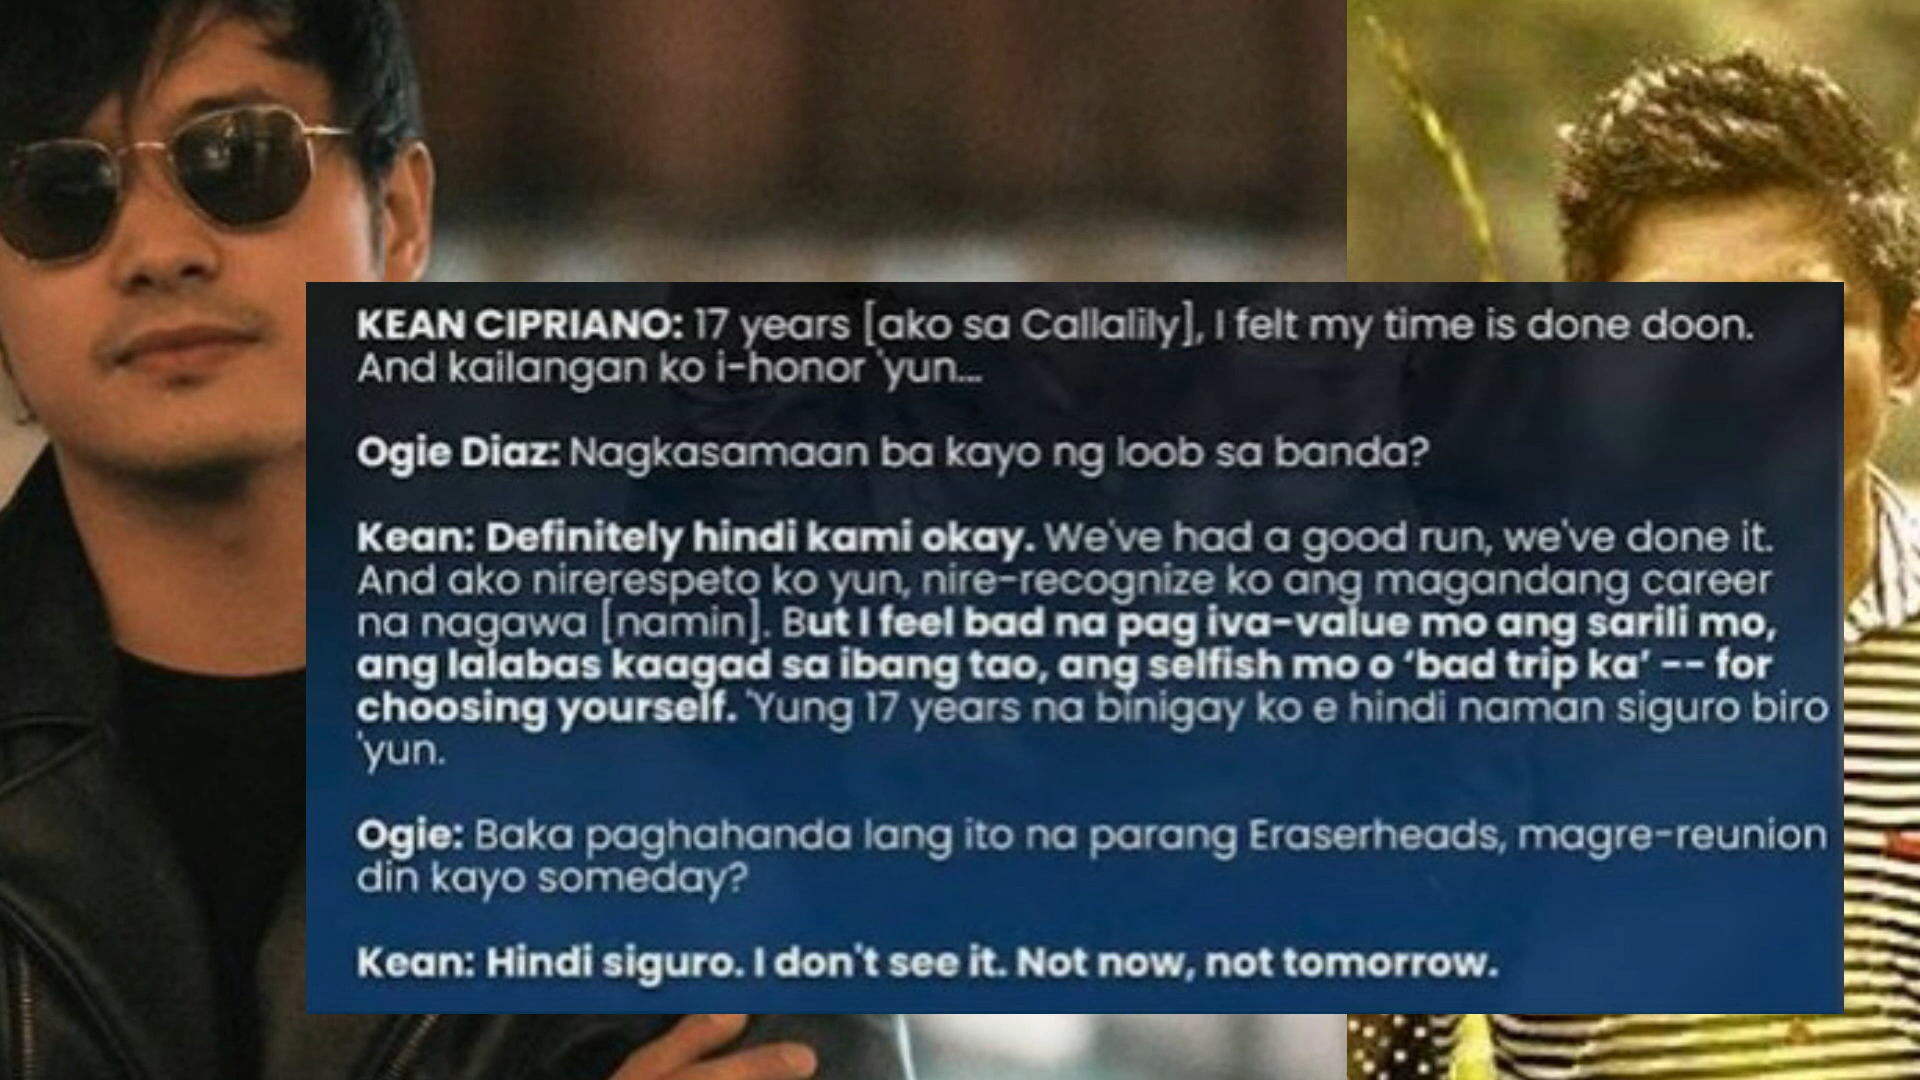 KEAN CIPRIANO: 17 years [ako sa Callalily], I felt my time is done doon.
And kailangan ko i-honor 'yun...
Ogie Diaz: Nagkasamaan ba kayo ng loob sa banda?
Kean: Definitely hindi kami okay. We've had a good run, we've done it.
And ako nirerespeto ko yun, nire-recognize ko ang magandang career
na nagawa [namin]. But I feel bad na pag iva-value mo ang sarili mo,
ang lalabas kaagad sa ibang tao, ang selfish mo o ‘bad trip ka’ -- for
choosing yourself. 'Yung 17 years na binigay ko e hindi naman siguro biro
'yun.
Ogie: Baka paghahanda lang ito na parang Eraserheads, magre-reunion
din kayo someday?
Kean: Hindi siguro. I don't see it. Not now, not tomorrow.